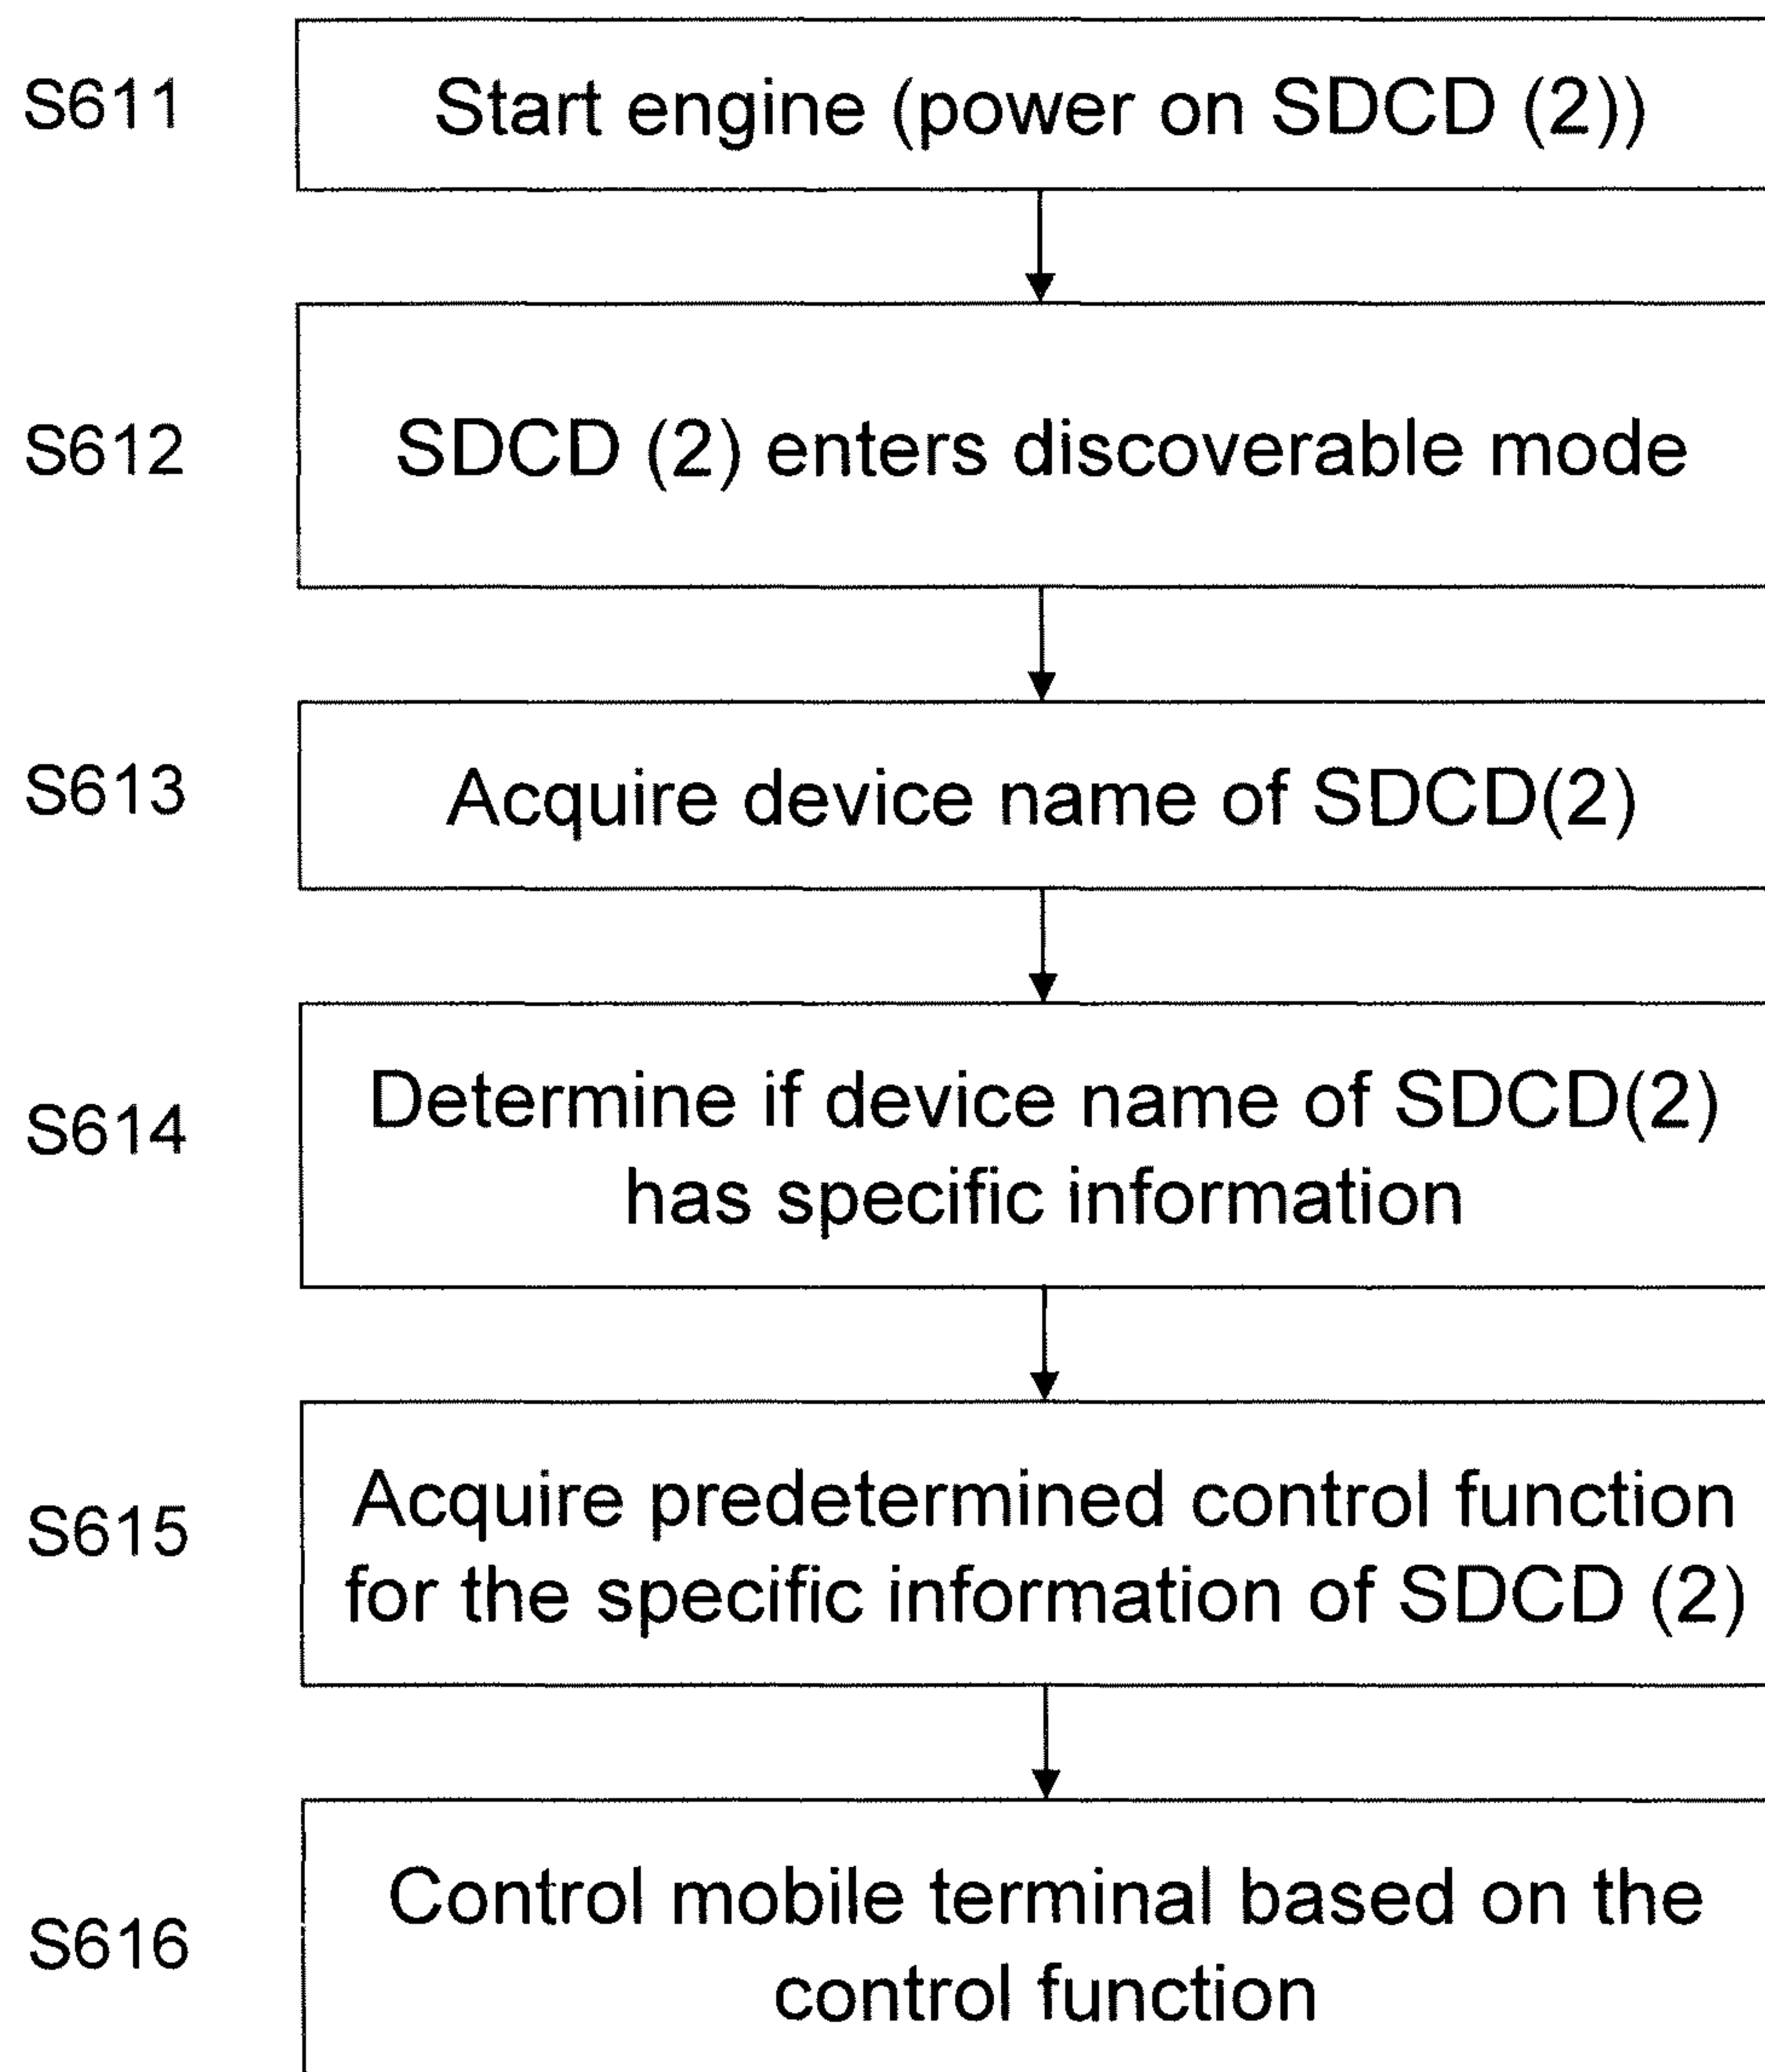 S611
Start engine (power on SDCD (2))
S612
SDCD (2) enters discoverable mode
S613
Acquire device name of SDCD(2)
S614
Determine if device name of SDCD(2)
has specific information
S615
Acquire predetermined control function
for the specific information of SDCD (2)
S616
Control mobile terminal based on the
control function